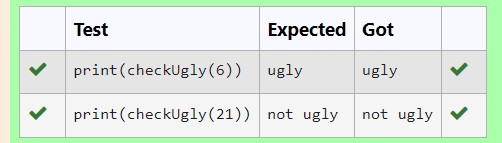 Test Expected Got
print(checkUgly(6)) ugly ugly
print(checkUgly(21)) not ugly not ugly